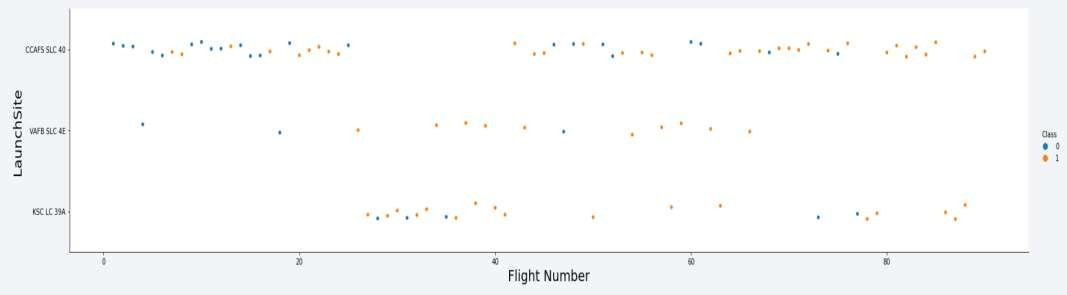 LaunchSite
CCAFS SLC 40
VAFB SLC 4E
KSC LC 39A
0
20
40
60
80
Flight Number
Class
0
1